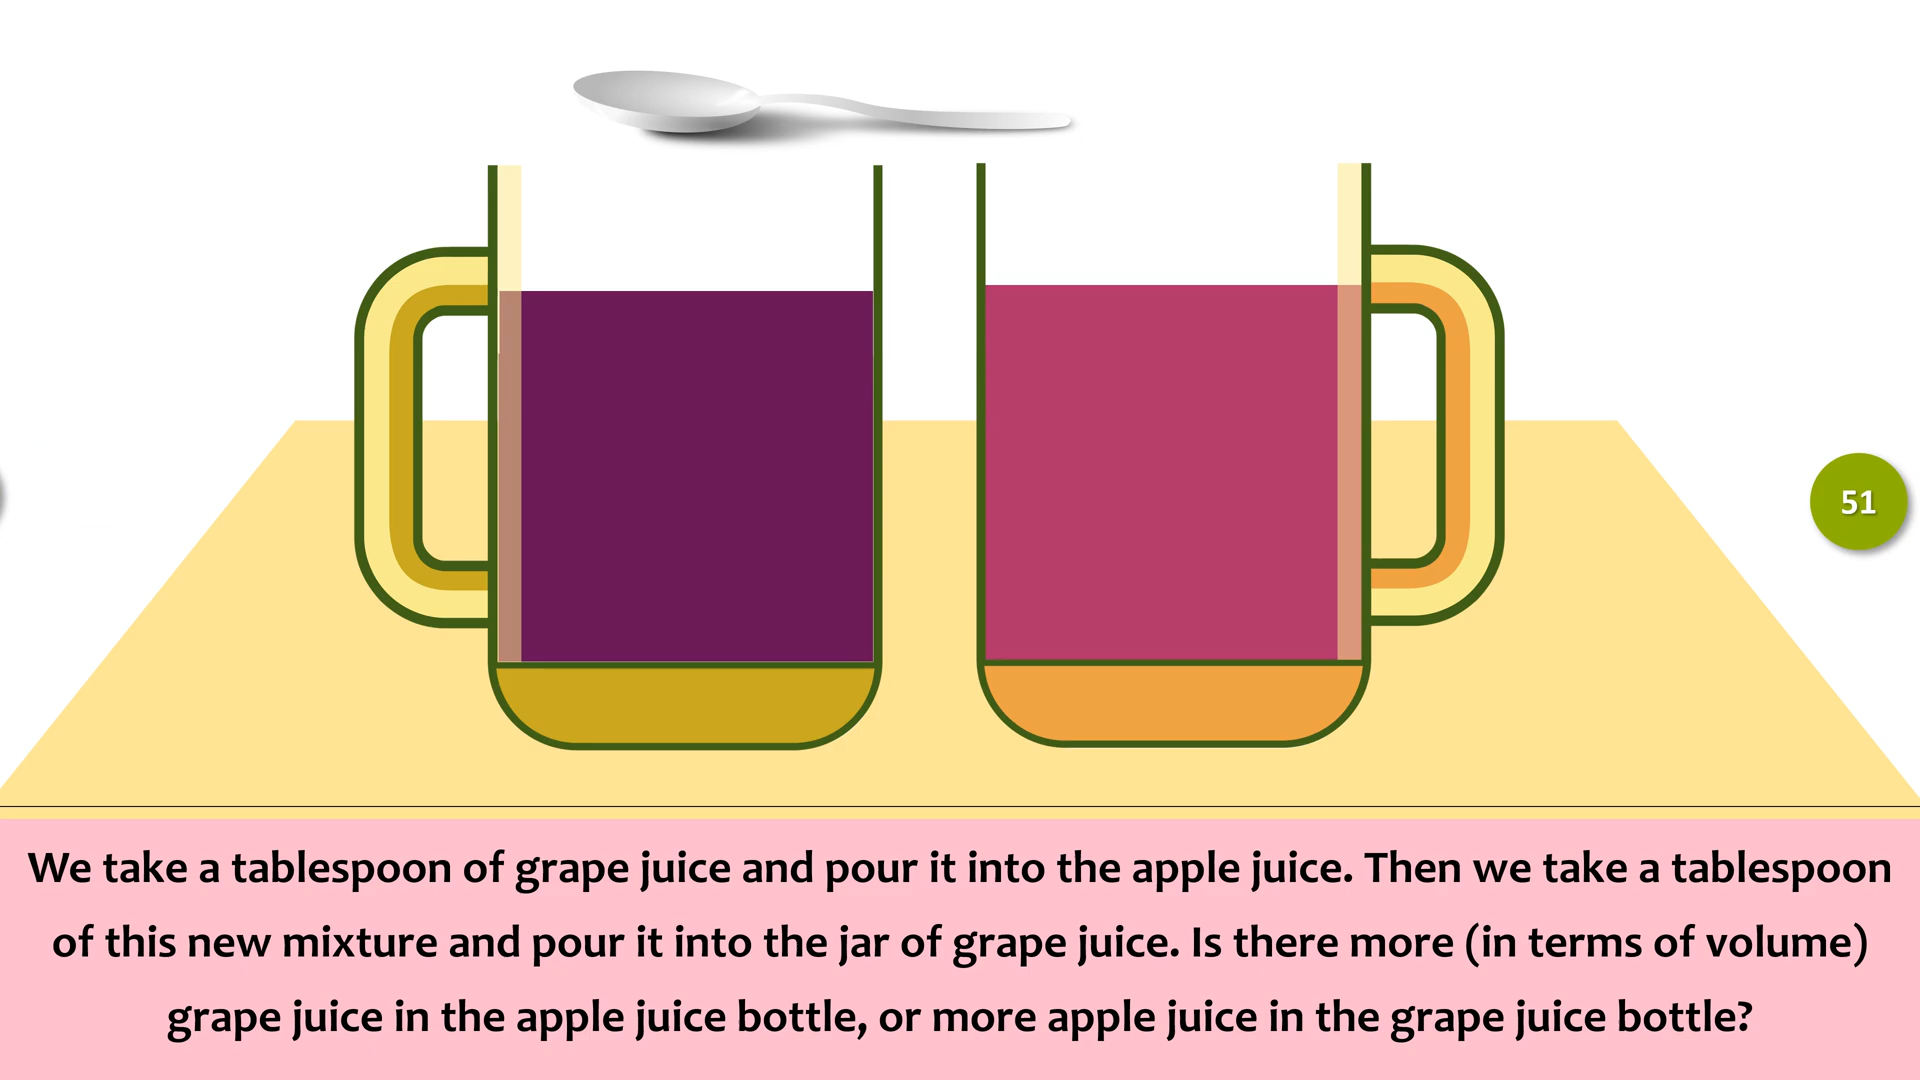 51
We take a tablespoon of grape juice and pour it into the apple juice. Then we take a tablespoon
of this new mixture and pour it into the jar of grape juice. Is there more (in terms of volume)
grape juice in the apple juice bottle, or more apple juice in the grape juice bottle?